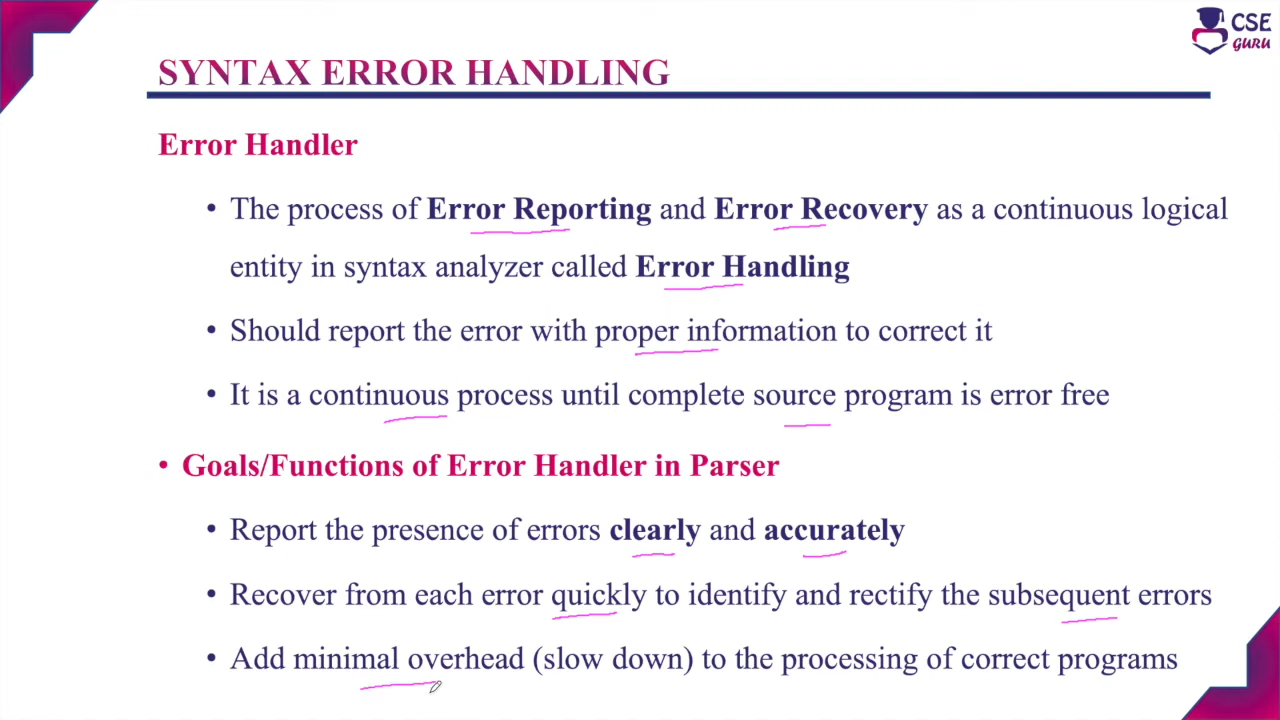 CSE
GURU
SYNTAX ERROR HANDLING
Error Handler
• The process of Error Reporting and Error Recovery as a continuous logical
entity in syntax analyzer called Error Handling
• Should report the error with proper information to correct it
• It is a continuous process until complete source program is error free
• Goals/Functions of Error Handler in Parser
• Report the presence of errors clearly and accurately
• Recover from each error quickly to identify and rectify the subsequent errors
• Add minimal overhead (slow down) to the processing of correct programs